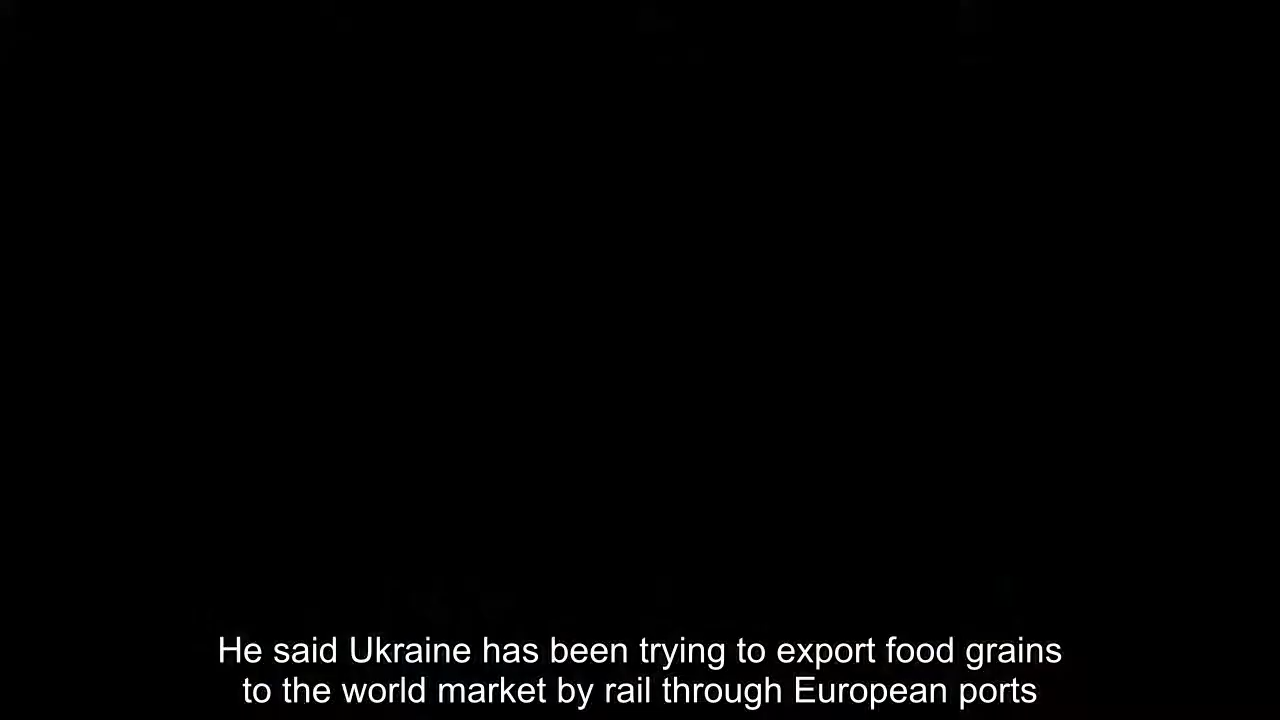 He said Ukraine has been trying to export food grains
to the world market by rail through European ports